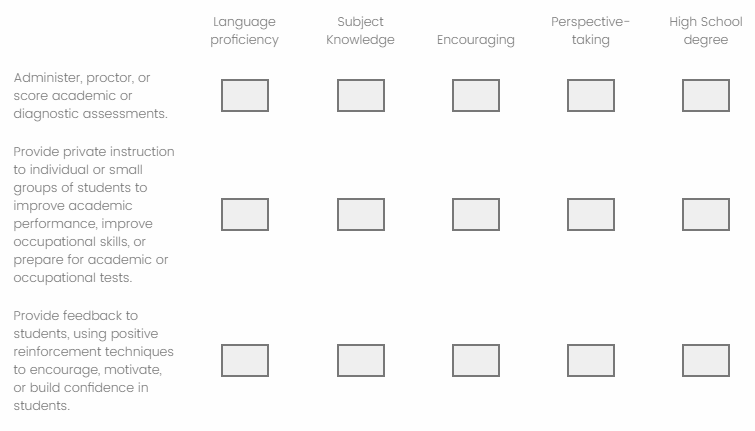 Language
proficiency
Subject
Knowledge
Encouraging
Perspective-
taking
High School
degree
Administer, proctor, or
score academic or
diagnostic assessments.
Provide private instruction
to individual or small
groups of students to
improve academic
performance, improve
occupational skills, or
prepare for academic or
occupational tests.
Provide feedback to
students, using positive
reinforcement techniques
to encourage, motivate,
or build confidence in
students.